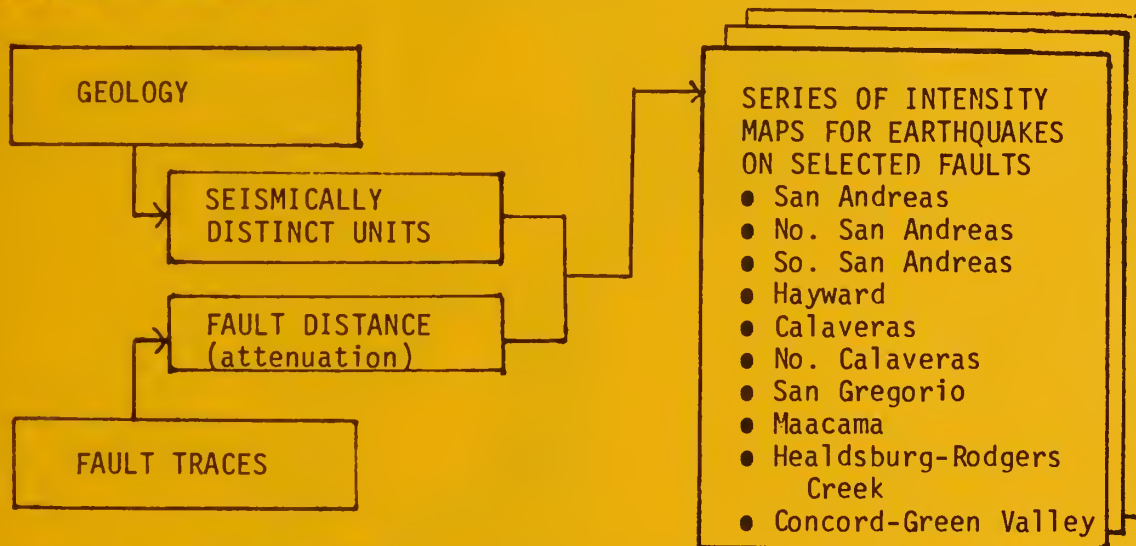 GEOLOGY
SEISMICALLY
DISTINCT UNITS
FAULT DISTANCE
(attenuation)
FAULT TRACES
SERIES OF INTENSITY
MAPS FOR EARTHQUAKES
ON SELECTED FAULTS
● San Andreas
● No. San Andreas
● So. San Andreas
● Hayward
● Calaveras
● No. Calaveras
● San Gregorio
● Maacama
● Healdsburg-Rodgers
Creek
● Concord-Green Valley